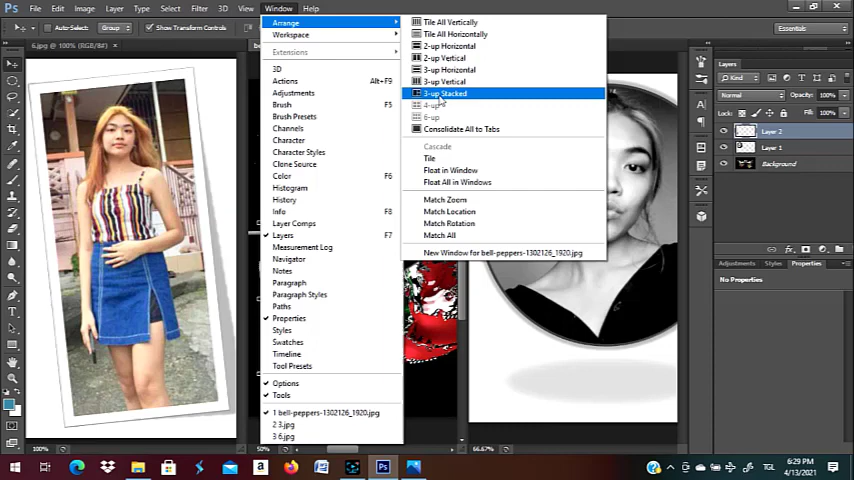 File Edit Image Layer Type Select Filter 3D View Window Help
Auto-Select: Group Show Transform Controls
Essentials
6.jpg @ 100% (RGB/8#) ×
Arrange
Workspace
Extensions
3D
Actions Alt+F9
Adjustments
Brush F5
Brush Presets
Channels
Character
Character Styles
Clone Source
Color F6
Histogram
History
Info F8
Layer Comps
Layers F7
Measurement Log
Navigator
Notes
Paragraph
Paragraph Styles
Paths
Properties
Styles
Swatches
Timeline
Tool Presets
Options
Tools
1 bell-peppers-1302126_1920.jpg
2 3.jpg
3 6.jpg
Tile All Vertically
Tile All Horizontally
2-up Horizontal
2-up Vertical
3-up Horizontal
3-up Vertical
3-up Stacked
4-up
6-up
Consolidate All to Tabs
Cascade
Tile
Float in Window
Float All in Windows
Match Zoom
Match Location
Match Rotation
Match All
New Window for bell-peppers-1302126_1920.jpg
Layers
Kind
Normal Opacity: 100%
Lock: Fill: 100%
Layer 2
Layer 1
Background
Adjustments Styles Properties
No Properties
100%
50%
66.67%
TGL
6:29 PM
4/13/2021